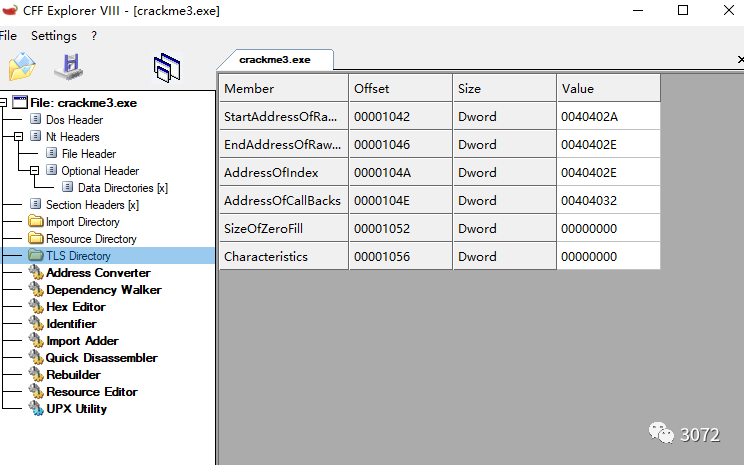 CFF Explorer VIII - [crackme3.exe]
File Settings ?
crackme3.exe
File: crackme3.exe
Dos Header
Nt Headers
File Header
Optional Header
Data Directories [x]
Section Headers [x]
Import Directory
Resource Directory
TLS Directory
Address Converter
Dependency Walker
Hex Editor
Identifier
Import Adder
Quick Disassembler
Rebuilder
Resource Editor
UPX Utility
Member Offset Size Value
StartAddressOfRa... 00001042 Dword 0040402A
EndAddressOfRaw... 00001046 Dword 0040402E
AddressOfIndex 0000104A Dword 0040402E
AddressOfCallBacks 0000104E Dword 00404032
SizeOfZeroFill 00001052 Dword 00000000
Characteristics 00001056 Dword 00000000
3072